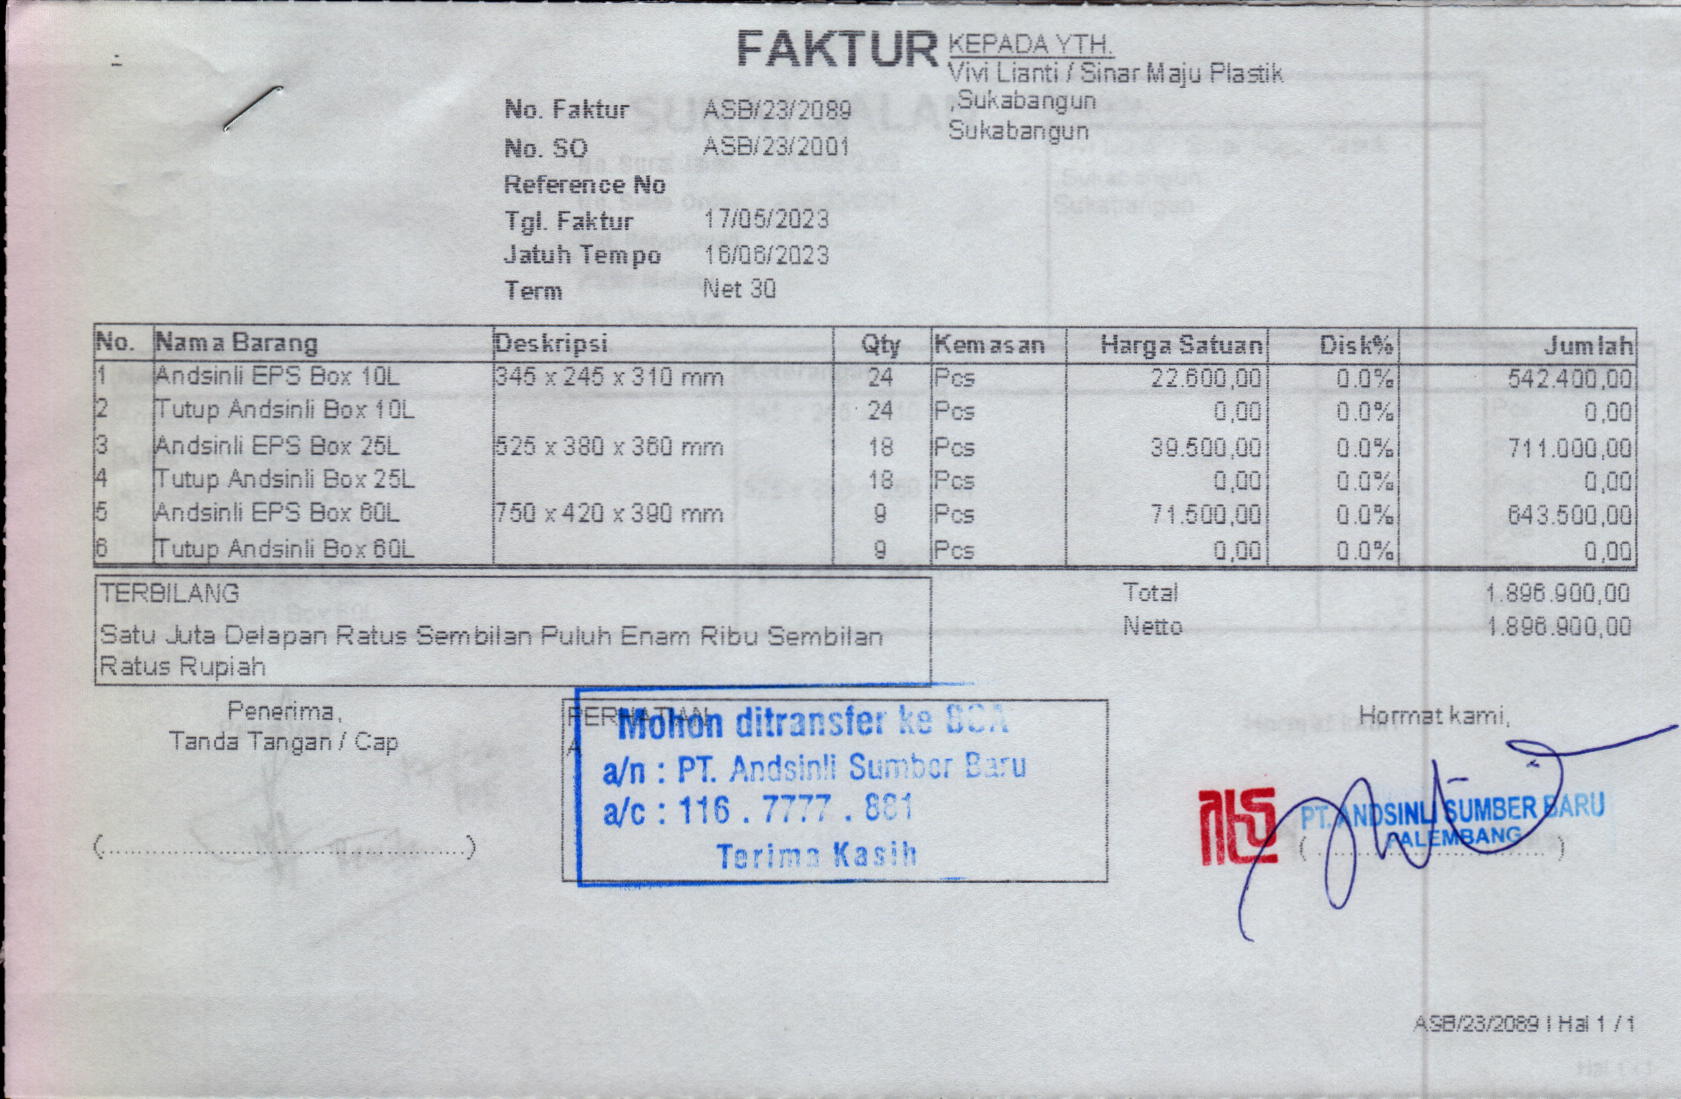 FAKTUR
KEPADA YTH.
Vivi Lianti / Sinar Maju Plastik
,Sukabangun
Sukabangun
No. Faktur ASB/23/2089
No. SO ASB/23/2001
Reference No
Tgl. Faktur 17/05/2023
Jatuh Tempo 16/06/2023
Term Net 30
No. Nama Barang Deskripsi Qty Kemasan Harga Satuan Disk% Jumlah
1 Andsinli EPS Box 10L 345 x 245 x 310 mm 24 Pcs 22.600,00 0.0% 542.400,00
2 Tutup Andsinli Box 10L 24 Pcs 0,00 0.0% 0,00
3 Andsinli EPS Box 25L 525 x 380 x 360 mm 18 Pcs 39.500,00 0.0% 711.000,00
4 Tutup Andsinli Box 25L 18 Pcs 0,00 0.0% 0,00
5 Andsinli EPS Box 60L 750 x 420 x 390 mm 9 Pcs 71.500,00 0.0% 643.500,00
6 Tutup Andsinli Box 60L 9 Pcs 0,00 0.0% 0,00
TERBILANG
Satu Juta Delapan Ratus Sembilan Puluh Enam Ribu Sembilan
Ratus Rupiah
Total 1.896.900,00
Netto 1.896.900,00
Penerima,
Tanda Tangan / Cap
(........................................)
PERHATIAN
A
Mohon ditransfer ke BCA
a/n : PT. Andsinli Sumber Baru
a/c : 116 . 7777 . 881
Terima Kasih
Hormat kami,
PT. ANDSINLI SUMBER BARU
PALEMBANG
ASB/23/2089 | Hal 1 / 1